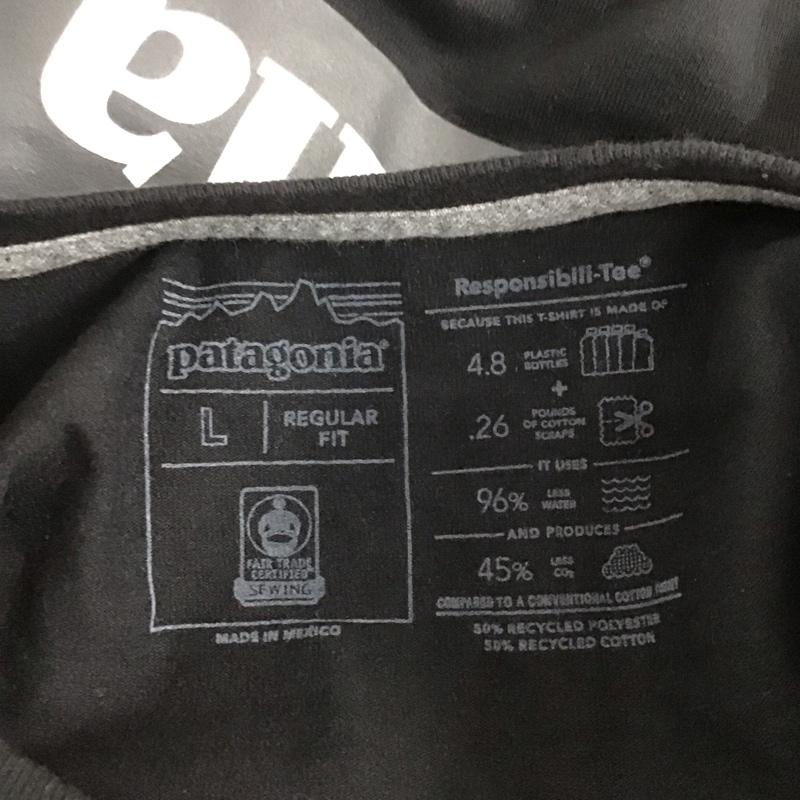 patagonia®
L
REGULAR
FIT
FAIR TRADE
CERTIFIED™
SEWING
MADE IN MEXICO
Responsibili-Tee®
BECAUSE THIS T-SHIRT IS MADE OF
4.8 PLASTIC
BOTTLES
+
.26 POUNDS
OF COTTON
SCRAPS
IT USES
96% LESS
WATER
AND PRODUCES
45% LESS
CO₂
COMPARED TO A CONVENTIONAL COTTON SHIRT
50% RECYCLED POLYESTER
50% RECYCLED COTTON